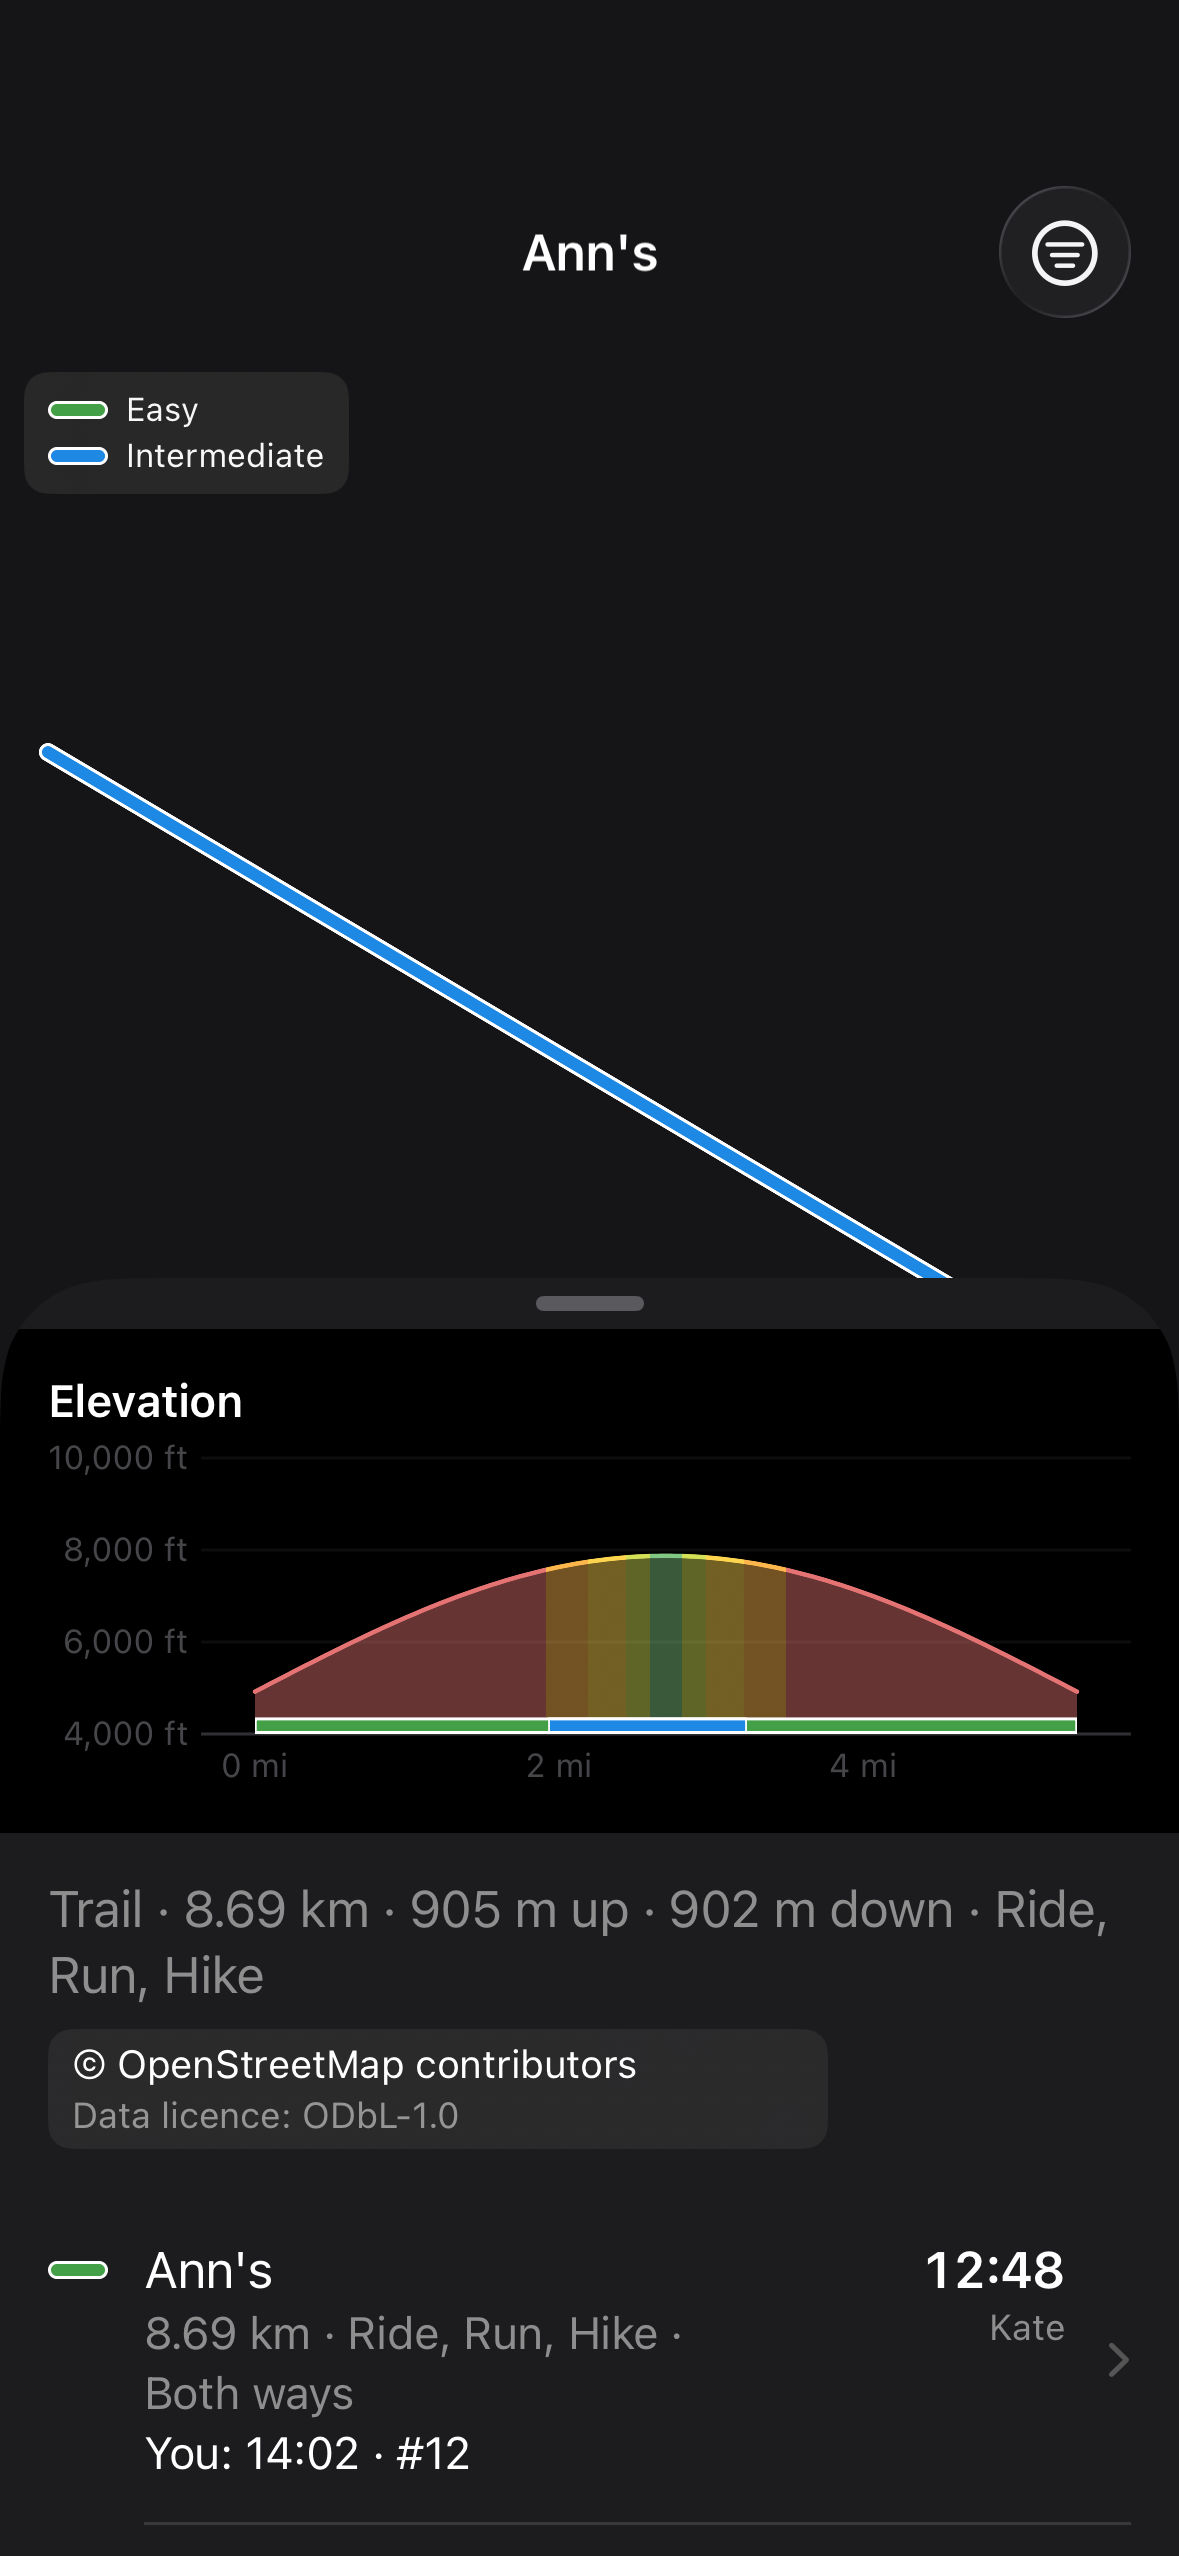 Ann's
Easy
Intermediate
Elevation
10,000 ft
8,000 ft
6,000 ft
4,000 ft
0 mi
2 mi
4 mi
Trail · 8.69 km · 905 m up · 902 m down · Ride,
Run, Hike
© OpenStreetMap contributors
Data licence: ODbL-1.0
Ann's
12:48
8.69 km · Ride, Run, Hike ·
Kate
Both ways
You: 14:02 · #12